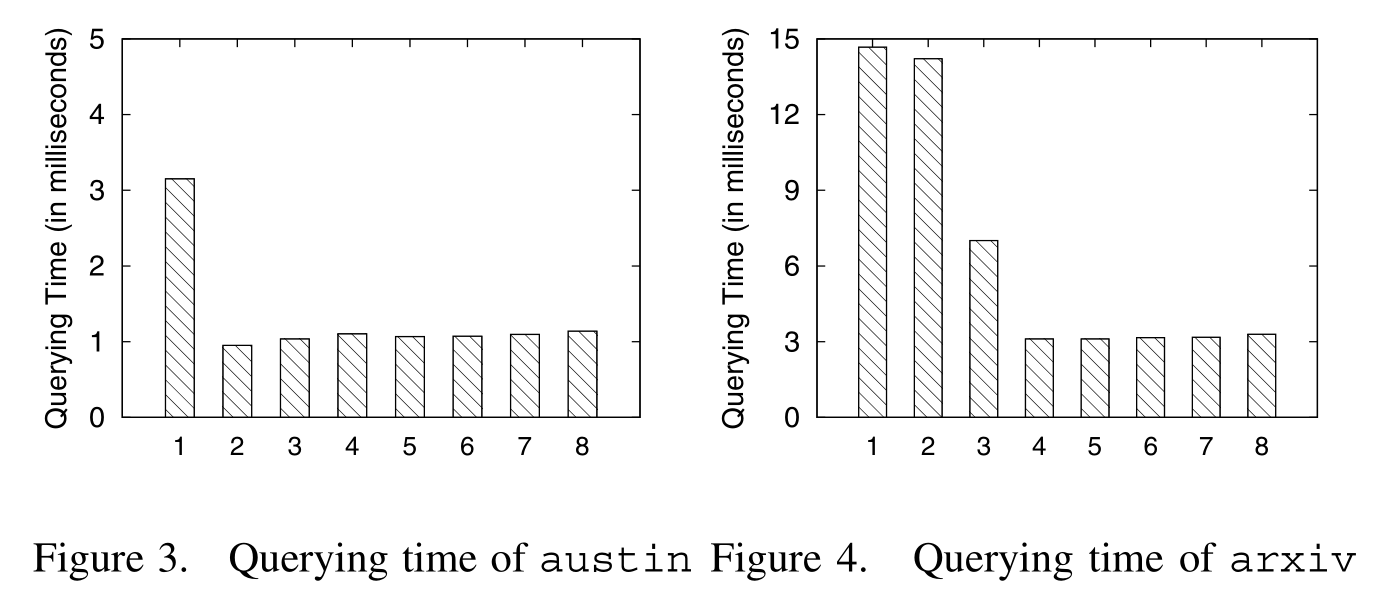 Querying Time (in milliseconds)
5
4
3
2
1
0
1 2 3 4 5 6 7 8
Figure 3. Querying time of austin
Querying Time (in milliseconds)
15
12
9
6
3
0
1 2 3 4 5 6 7 8
Figure 4. Querying time of arxiv